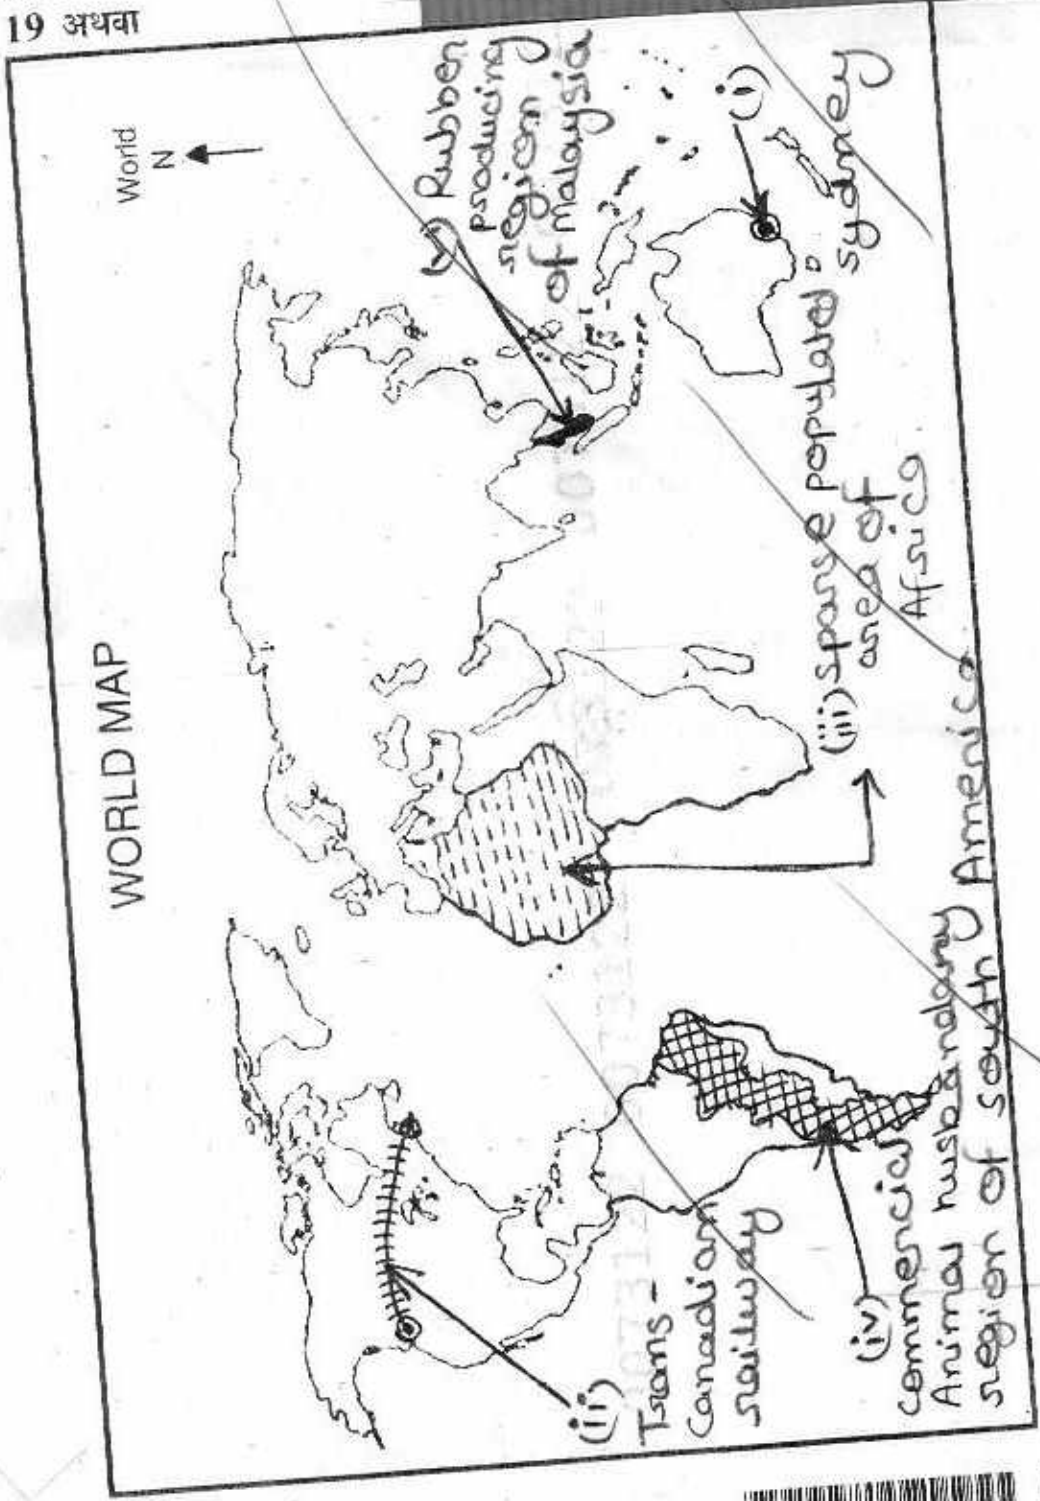 19 अथवा
WORLD MAP
World
N
(v) Rubber
producing
region
of Malaysia
(i)
sydney
(iii) sparse populated
area of
Africa
(ii)
Trans-
Canadian
railway
(iv)
commercial
Animal husbandary
region of south America